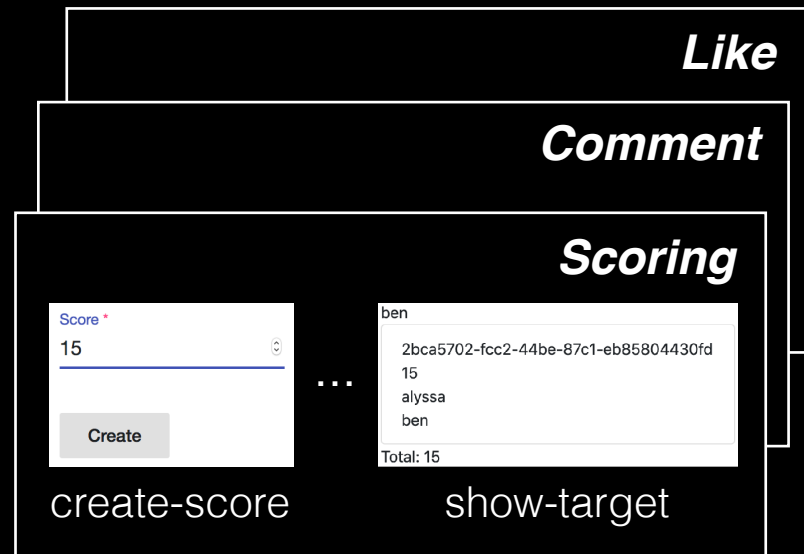 Like
Comment
Scoring
Score *
15
Create
...
ben
2bca5702-fcc2-44be-87c1-eb85804430fd
15
alyssa
ben
Total: 15
create-score
show-target